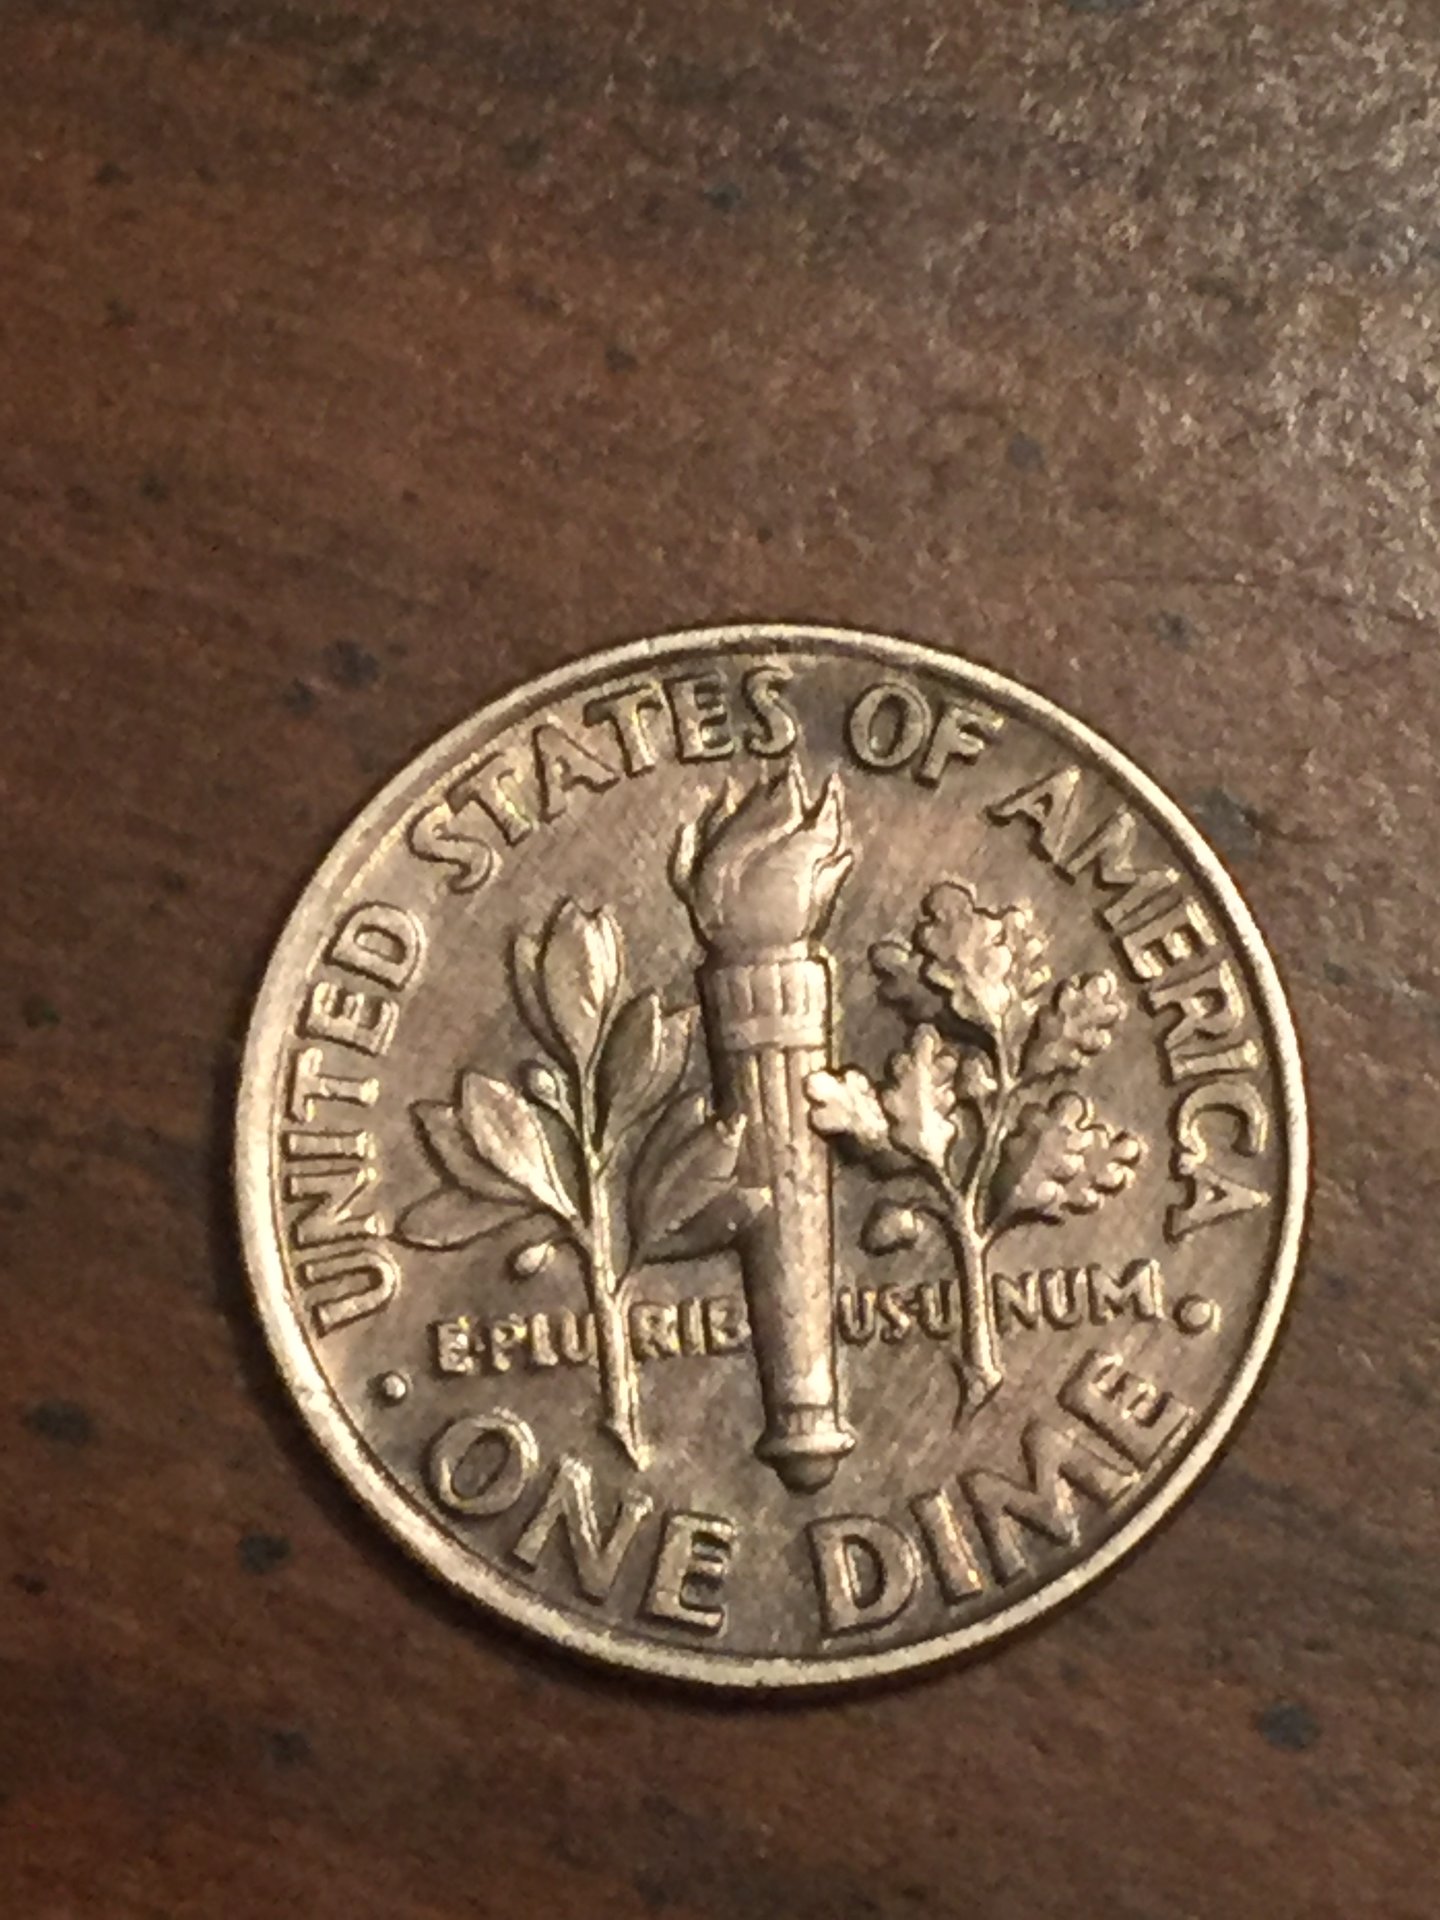 UNITED STATES OF AMERICA
E·PLURIBUS·UNUM
· ONE DIME ·